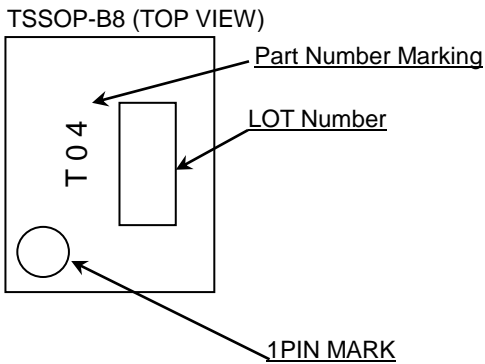 TSSOP-B8 (TOP VIEW)
Part Number Marking
LOT Number
T04
1PIN MARK